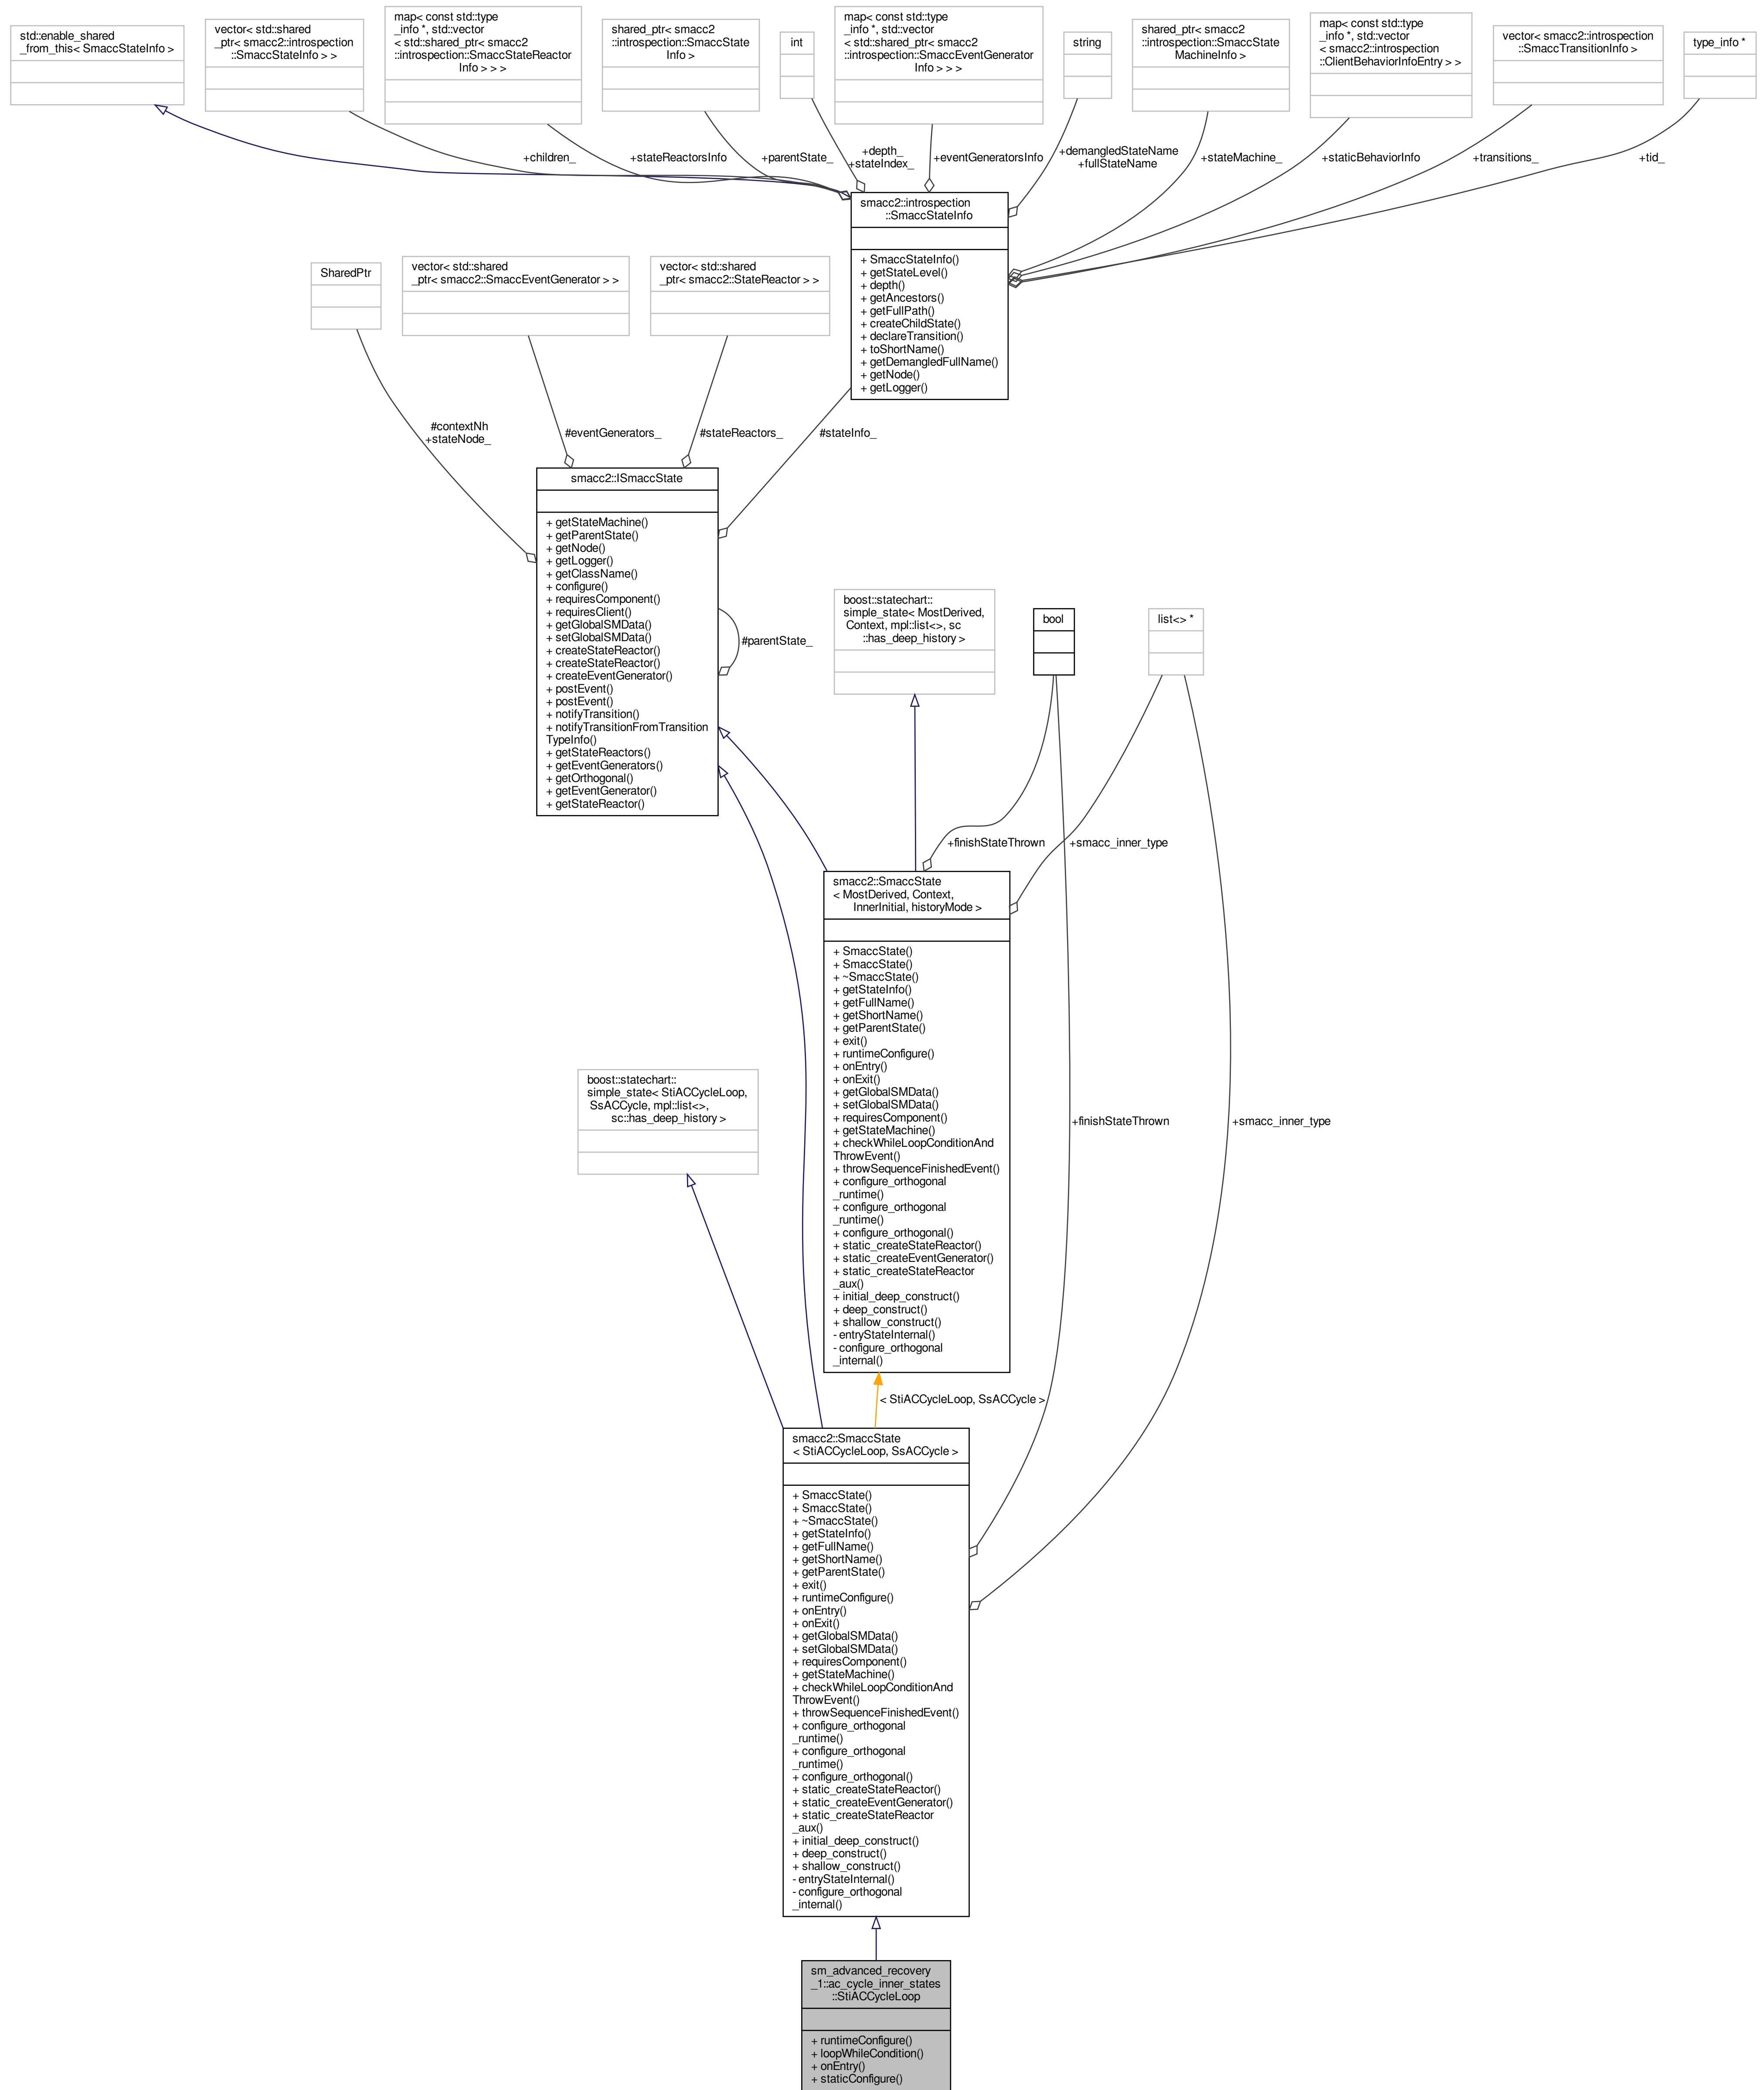 std::enable_shared
_from_this< SmaccStateInfo >
vector< std::shared
_ptr< smacc2::introspection
::SmaccStateInfo > >
map< const std::type
_info *, std::vector
< std::shared_ptr< smacc2
::introspection::SmaccStateReactor
Info > > >
shared_ptr< smacc2
::introspection::SmaccState
Info >
int
map< const std::type
_info *, std::vector
< std::shared_ptr< smacc2
::introspection::SmaccEventGenerator
Info > > >
string
shared_ptr< smacc2
::introspection::SmaccState
MachineInfo >
map< const std::type
_info *, std::vector
< smacc2::introspection
::ClientBehaviorInfoEntry > >
vector< smacc2::introspection
::SmaccTransitionInfo >
type_info *
+children_
+stateReactorsInfo
+parentState_
+depth_
+stateIndex_
+eventGeneratorsInfo
+demangledStateName
+fullStateName
+stateMachine_
+staticBehaviorInfo
+transitions_
+tid_
smacc2::introspection
::SmaccStateInfo
+ SmaccStateInfo()
+ getStateLevel()
+ depth()
+ getAncestors()
+ getFullPath()
+ createChildState()
+ declareTransition()
+ toShortName()
+ getDemangledFullName()
+ getNode()
+ getLogger()
SharedPtr
vector< std::shared
_ptr< smacc2::SmaccEventGenerator > >
vector< std::shared
_ptr< smacc2::StateReactor > >
#contextNh
+stateNode_
#eventGenerators_
#stateReactors_
#stateInfo_
smacc2::ISmaccState
+ getStateMachine()
+ getParentState()
+ getNode()
+ getLogger()
+ getClassName()
+ configure()
+ requiresComponent()
+ requiresClient()
+ getGlobalSMData()
+ setGlobalSMData()
+ createStateReactor()
+ createStateReactor()
+ createEventGenerator()
+ postEvent()
+ postEvent()
+ notifyTransition()
+ notifyTransitionFromTransition
TypeInfo()
+ getStateReactors()
+ getEventGenerators()
+ getOrthogonal()
+ getEventGenerator()
+ getStateReactor()
#parentState_
boost::statechart::
simple_state< MostDerived,
Context, mpl::list<>, sc
::has_deep_history >
bool
list<> *
+finishStateThrown
+smacc_inner_type
smacc2::SmaccState
< MostDerived, Context,
InnerInitial, historyMode >
+ SmaccState()
+ SmaccState()
+ ~SmaccState()
+ getStateInfo()
+ getFullName()
+ getShortName()
+ getParentState()
+ exit()
+ runtimeConfigure()
+ onEntry()
+ onExit()
+ getGlobalSMData()
+ setGlobalSMData()
+ requiresComponent()
+ getStateMachine()
+ checkWhileLoopConditionAnd
ThrowEvent()
+ throwSequenceFinishedEvent()
+ configure_orthogonal
_runtime()
+ configure_orthogonal
_runtime()
+ configure_orthogonal()
+ static_createStateReactor()
+ static_createEventGenerator()
+ static_createStateReactor
_aux()
+ initial_deep_construct()
+ deep_construct()
+ shallow_construct()
- entryStateInternal()
- configure_orthogonal
_internal()
boost::statechart::
simple_state< StiACCycleLoop,
SsACCycle, mpl::list<>,
sc::has_deep_history >
+finishStateThrown
+smacc_inner_type
< StiACCycleLoop, SsACCycle >
smacc2::SmaccState
< StiACCycleLoop, SsACCycle >
+ SmaccState()
+ SmaccState()
+ ~SmaccState()
+ getStateInfo()
+ getFullName()
+ getShortName()
+ getParentState()
+ exit()
+ runtimeConfigure()
+ onEntry()
+ onExit()
+ getGlobalSMData()
+ setGlobalSMData()
+ requiresComponent()
+ getStateMachine()
+ checkWhileLoopConditionAnd
ThrowEvent()
+ throwSequenceFinishedEvent()
+ configure_orthogonal
_runtime()
+ configure_orthogonal
_runtime()
+ configure_orthogonal()
+ static_createStateReactor()
+ static_createEventGenerator()
+ static_createStateReactor
_aux()
+ initial_deep_construct()
+ deep_construct()
+ shallow_construct()
- entryStateInternal()
- configure_orthogonal
_internal()
sm_advanced_recovery
_1::ac_cycle_inner_states
::StiACCycleLoop
+ runtimeConfigure()
+ loopWhileCondition()
+ onEntry()
+ staticConfigure()